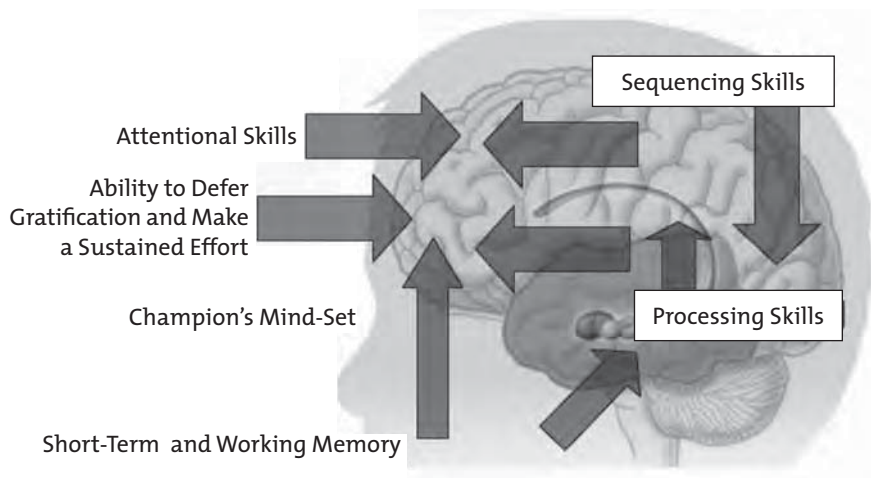 Sequencing Skills
Attentional Skills
Ability to Defer
Gratification and Make
a Sustained Effort
Champion’s Mind-Set
Processing Skills
Short-Term and Working Memory